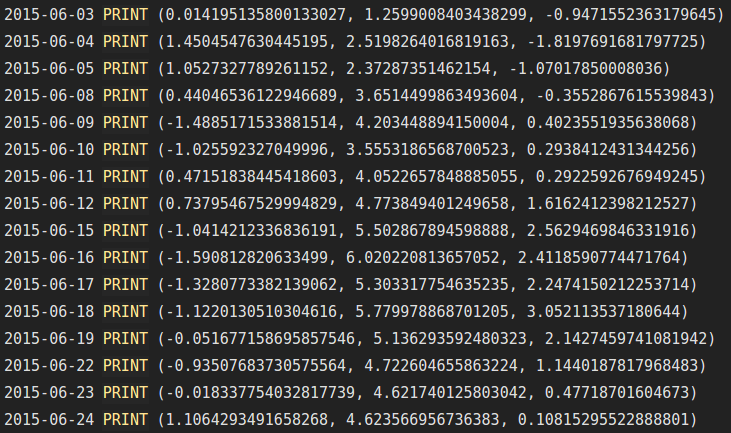 2015-06-03 PRINT (0.014195135800133027, 1.2599008403438299, -0.9471552363179645)
2015-06-04 PRINT (1.4504547630445195, 2.5198264016819163, -1.8197691681797725)
2015-06-05 PRINT (1.0527327789261152, 2.37287351462154, -1.07017850008036)
2015-06-08 PRINT (0.44046536122946689, 3.6514499863493604, -0.3552867615539843)
2015-06-09 PRINT (-1.4885171533881514, 4.203448894150004, 0.4023551935638068)
2015-06-10 PRINT (-1.025592327049996, 3.5553186568700523, 0.2938412431344256)
2015-06-11 PRINT (0.47151838445418603, 4.0522657848885055, 0.2922592676949245)
2015-06-12 PRINT (0.73795467529994829, 4.773849401249658, 1.6162412398212527)
2015-06-15 PRINT (-1.0414212336836191, 5.502867894598888, 2.5629469846331916)
2015-06-16 PRINT (-1.590812820633499, 6.020220813657052, 2.4118590774471764)
2015-06-17 PRINT (-1.3280773382139062, 5.303317754635235, 2.2474150212253714)
2015-06-18 PRINT (-1.1220130510304616, 5.779978868701205, 3.052113537180644)
2015-06-19 PRINT (-0.051677158695857546, 5.136293592480323, 2.1427459741081942)
2015-06-22 PRINT (-0.93507683730575564, 4.722604655863224, 1.1440187817968483)
2015-06-23 PRINT (-0.018337754032817739, 4.621740125803042, 0.47718701604673)
2015-06-24 PRINT (1.1064293491658268, 4.623566956736383, 0.10815295522888801)